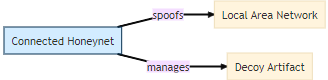 spoofs
Local Area Network
Connected Honeynet
manages
Decoy Artifact